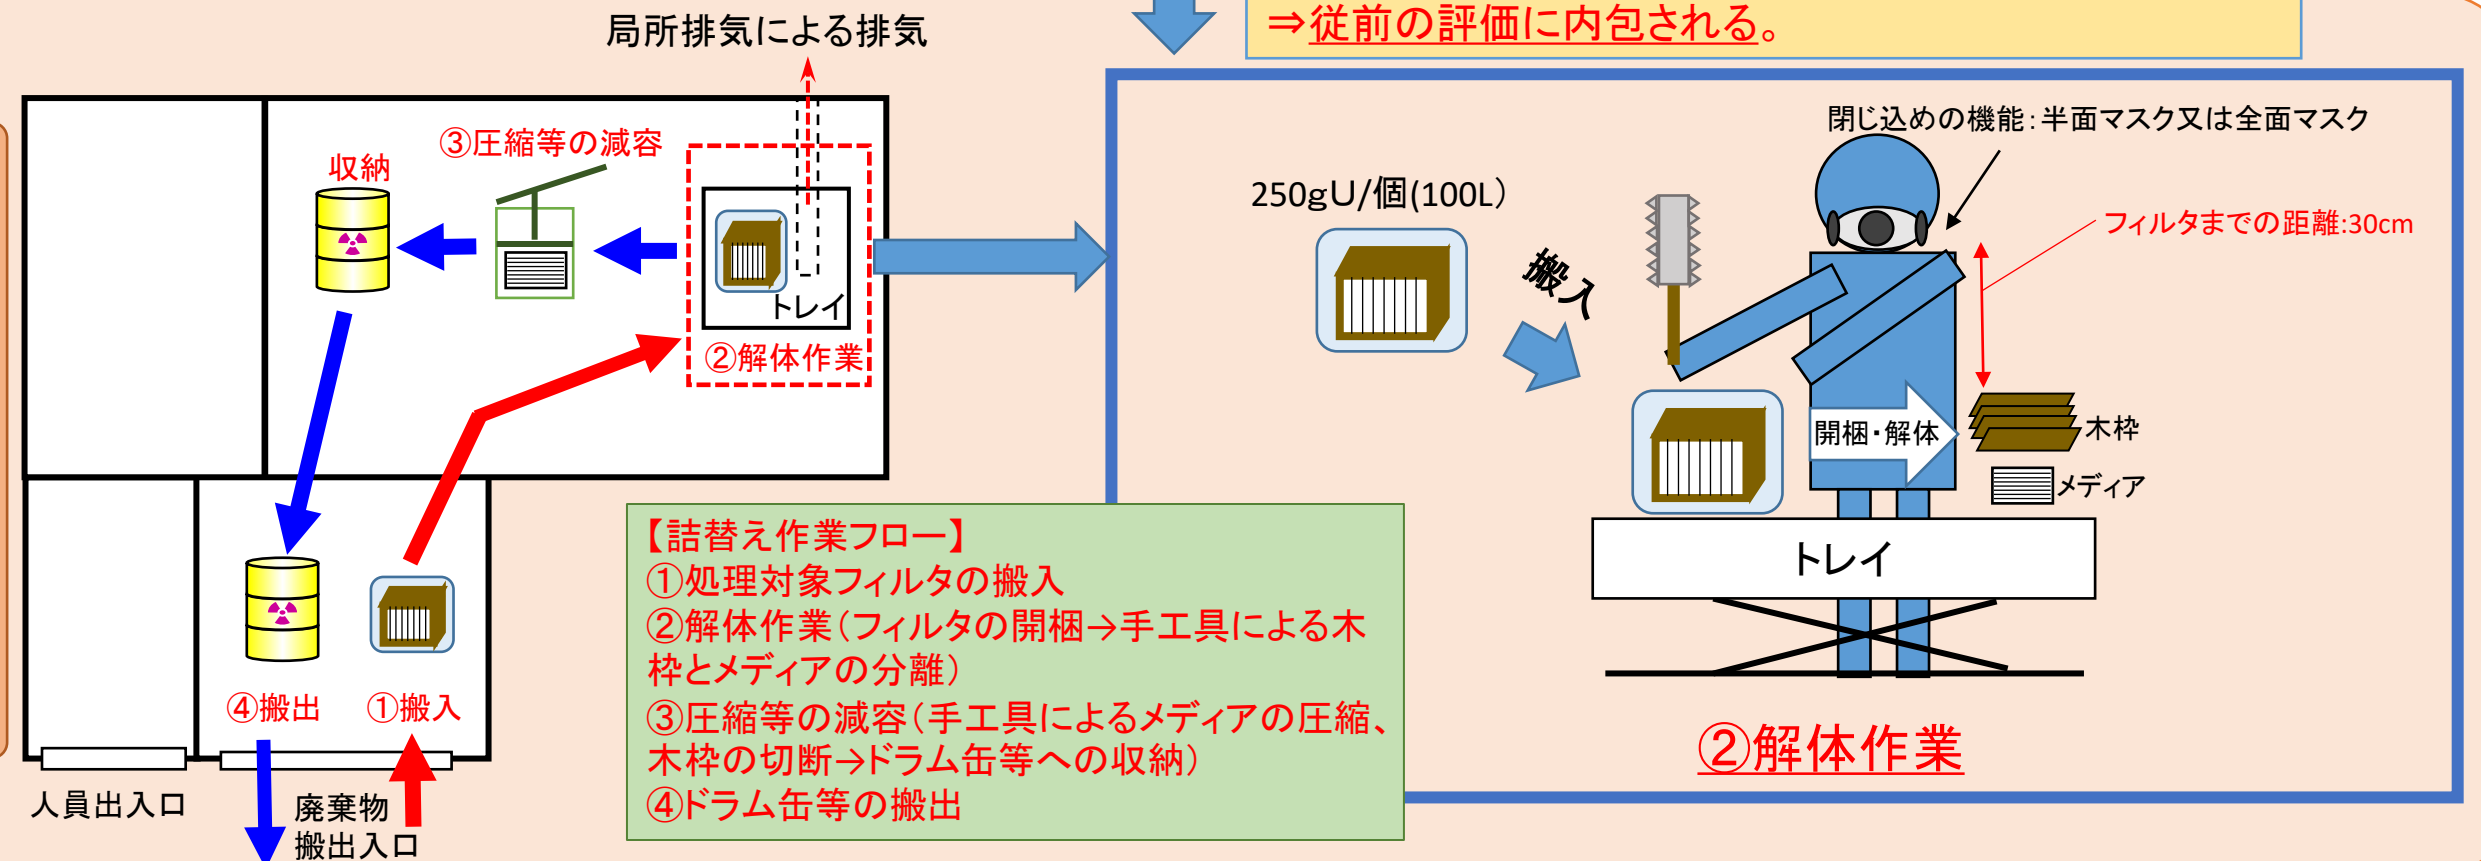 ⇒従前の評価に内包される。
局所排気による排気
③圧縮等の減容
収納
トレイ
②解体作業
④搬出
①搬入
人員出入口
廃棄物
搬出入口
閉じ込めの機能：半面マスク又は全面マスク
250gU/個(100L)
搬入
フィルタまでの距離:30cm
開梱・解体
木枠
メディア
トレイ
②解体作業
【詰替え作業フロー】
①処理対象フィルタの搬入
②解体作業（フィルタの開梱→手工具による木
枠とメディアの分離）
③圧縮等の減容（手工具によるメディアの圧縮、
木枠の切断→ドラム缶等への収納）
④ドラム缶等の搬出